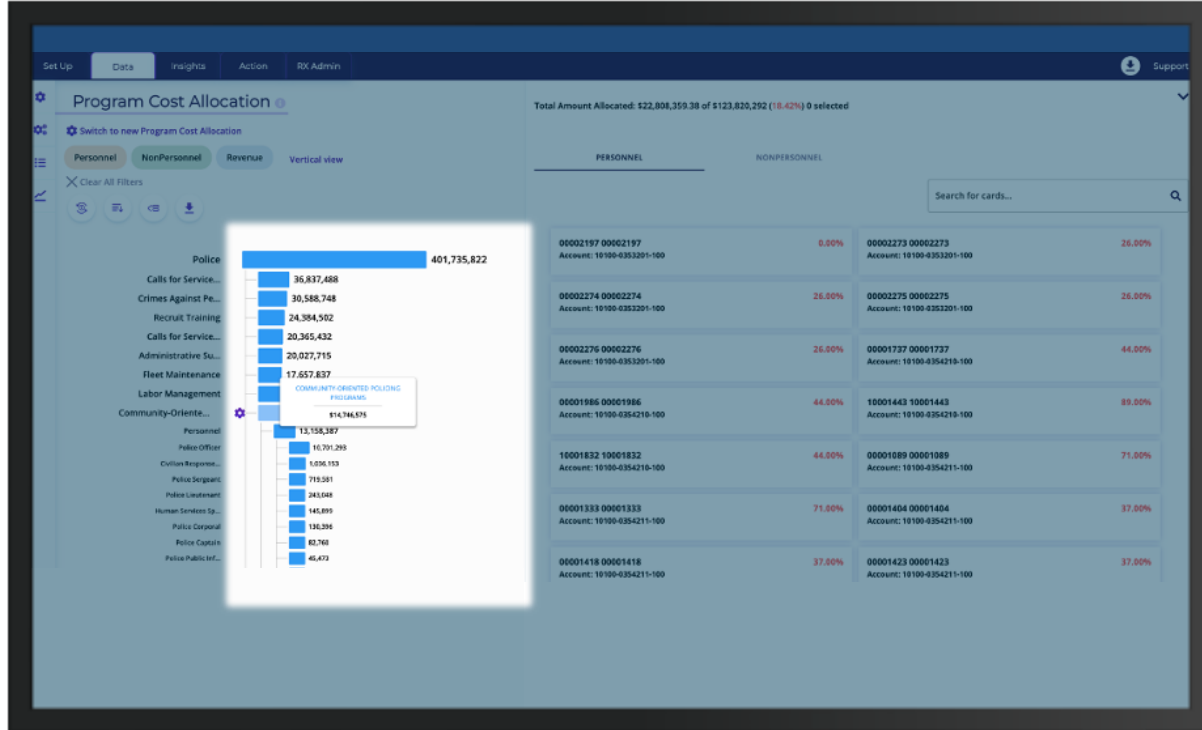 Set Up Data Insights Action RX Admin Support
Program Cost Allocation
Switch to new Program Cost Allocation
Personnel NonPersonnel Revenue Vertical view
Clear All Filters
Police 401,735,822
Calls for Service... 36,837,488
Crimes Against Pe... 30,588,748
Recruit Training 24,384,502
Calls for Service... 20,365,432
Administrative Su... 20,027,715
Fleet Maintenance 17,657,837
Labor Management
Community-Oriente...
COMMUNITY-ORIENTED POLICING
PROGRAMS
$14,746,575
Personnel 13,158,387
Police Officer 10,701,293
Civilian Response... 1,036,153
Police Sergeant 719,581
Police Lieutenant 243,048
Human Services Sp... 145,899
Police Corporal 130,396
Police Captain 82,760
Police Public Inf... 45,473
Total Amount Allocated: $22,808,359.38 of $123,820,292 (18.42%) 0 selected
PERSONNEL NONPERSONNEL
Search for cards...
00002197 00002197 0.00% 00002273 00002273 26.00%
Account: 10100-0353201-100 Account: 10100-0353201-100
00002274 00002274 26.00% 00002275 00002275 26.00%
Account: 10100-0353201-100 Account: 10100-0353201-100
00002276 00002276 26.00% 00001737 00001737 44.00%
Account: 10100-0353201-100 Account: 10100-0354210-100
00001986 00001986 44.00% 10001443 10001443 89.00%
Account: 10100-0354210-100 Account: 10100-0354210-100
10001832 10001832 44.00% 00001089 00001089 71.00%
Account: 10100-0354210-100 Account: 10100-0354211-100
00001333 00001333 71.00% 00001404 00001404 37.00%
Account: 10100-0354211-100 Account: 10100-0354211-100
00001418 00001418 37.00% 00001423 00001423 37.00%
Account: 10100-0354211-100 Account: 10100-0354211-100